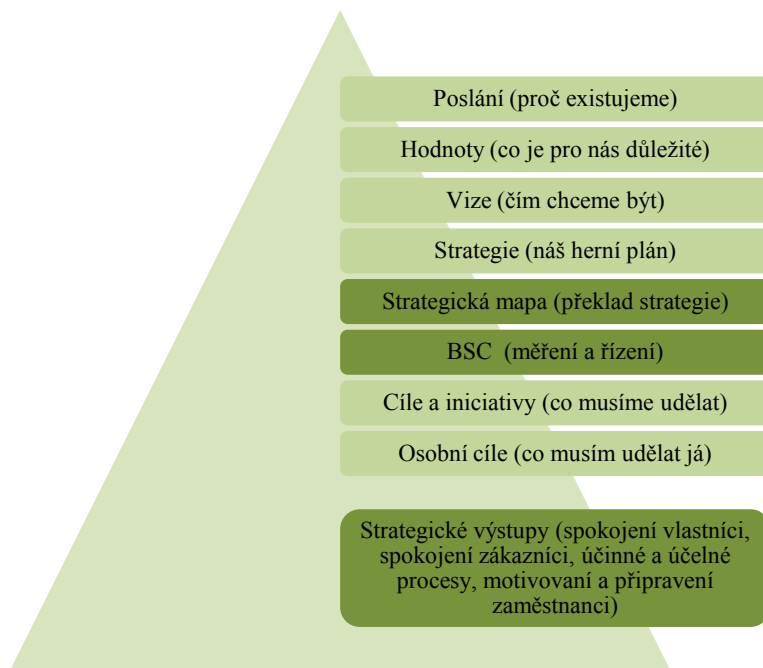 Poslání (proč existujeme)
Hodnoty (co je pro nás důležité)
Vize (čím chceme být)
Strategie (náš herní plán)
Strategická mapa (překlad strategie)
BSC  (měření a řízení)
Cíle a iniciativy (co musíme udělat)
Osobní cíle (co musím udělat já)
Strategické výstupy (spokojení vlastníci,
spokojení zákazníci, účinné a účelné
procesy, motivovaní a připravení
zaměstnanci)